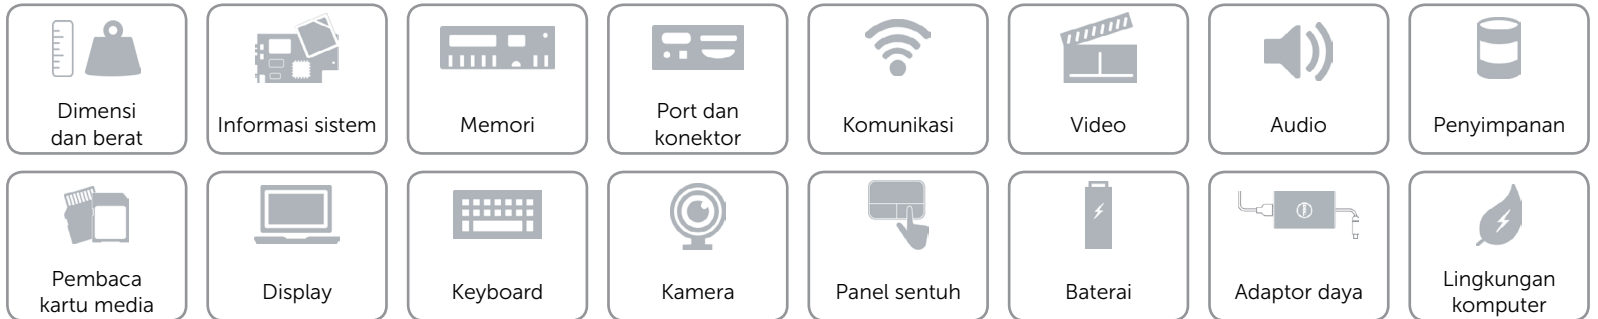 Dimensi
dan berat
Informasi sistem
Memori
Port dan
konektor
Komunikasi
Video
Audio
Penyimpanan
Pembaca
kartu media
Display
Keyboard
Kamera
Panel sentuh
Baterai
Adaptor daya
Lingkungan
komputer